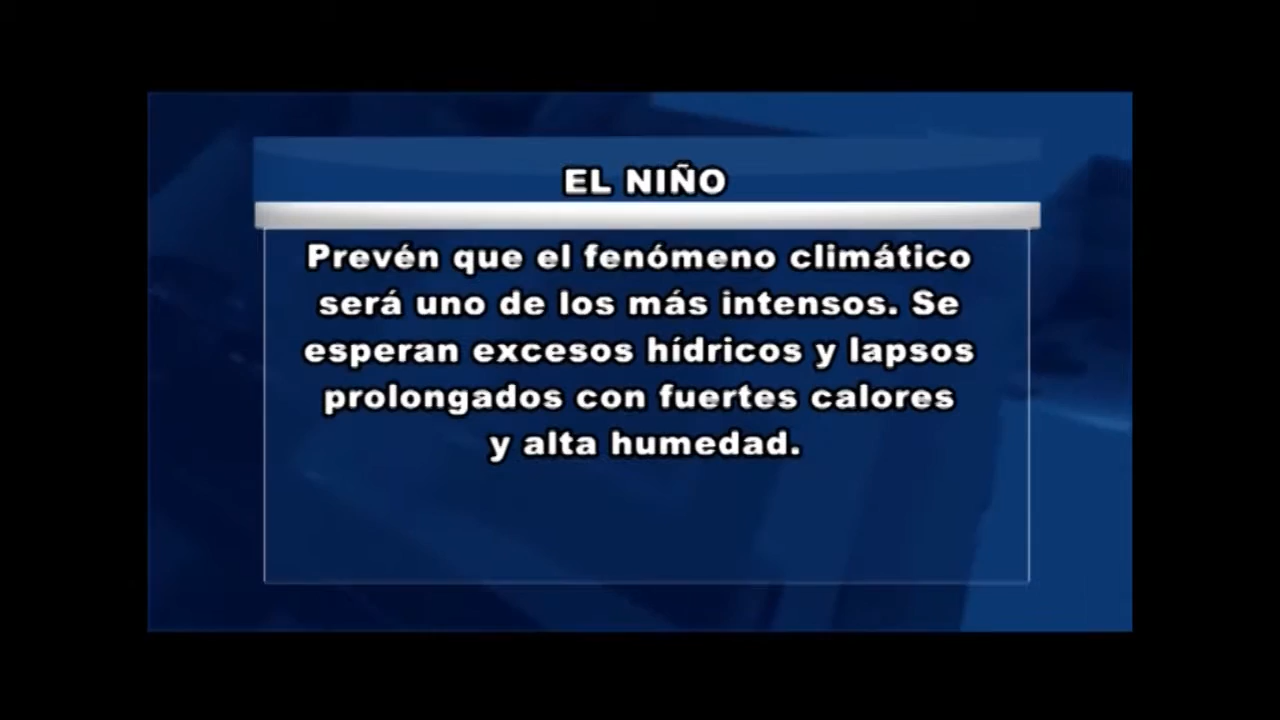 EL NIÑO
Prevén que el fenómeno climático
será uno de los más intensos. Se
esperan excesos hídricos y lapsos
prolongados con fuertes calores
y alta humedad.